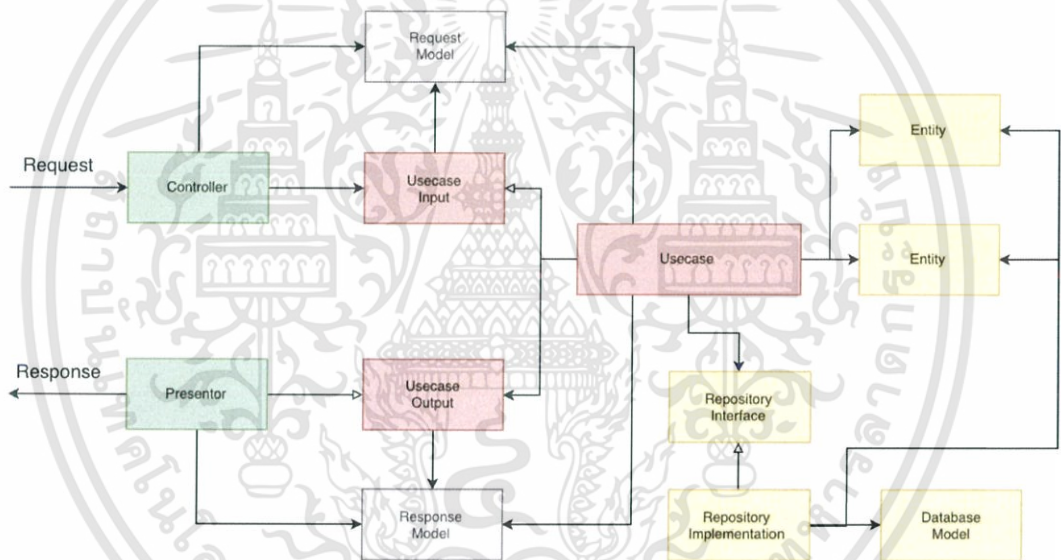 Request
Model
Request
Controller
Usecase
Input
Entity
Usecase
Entity
Response
Presentor
Usecase
Output
Repository
Interface
Response
Model
Repository
Implementation
Database
Model